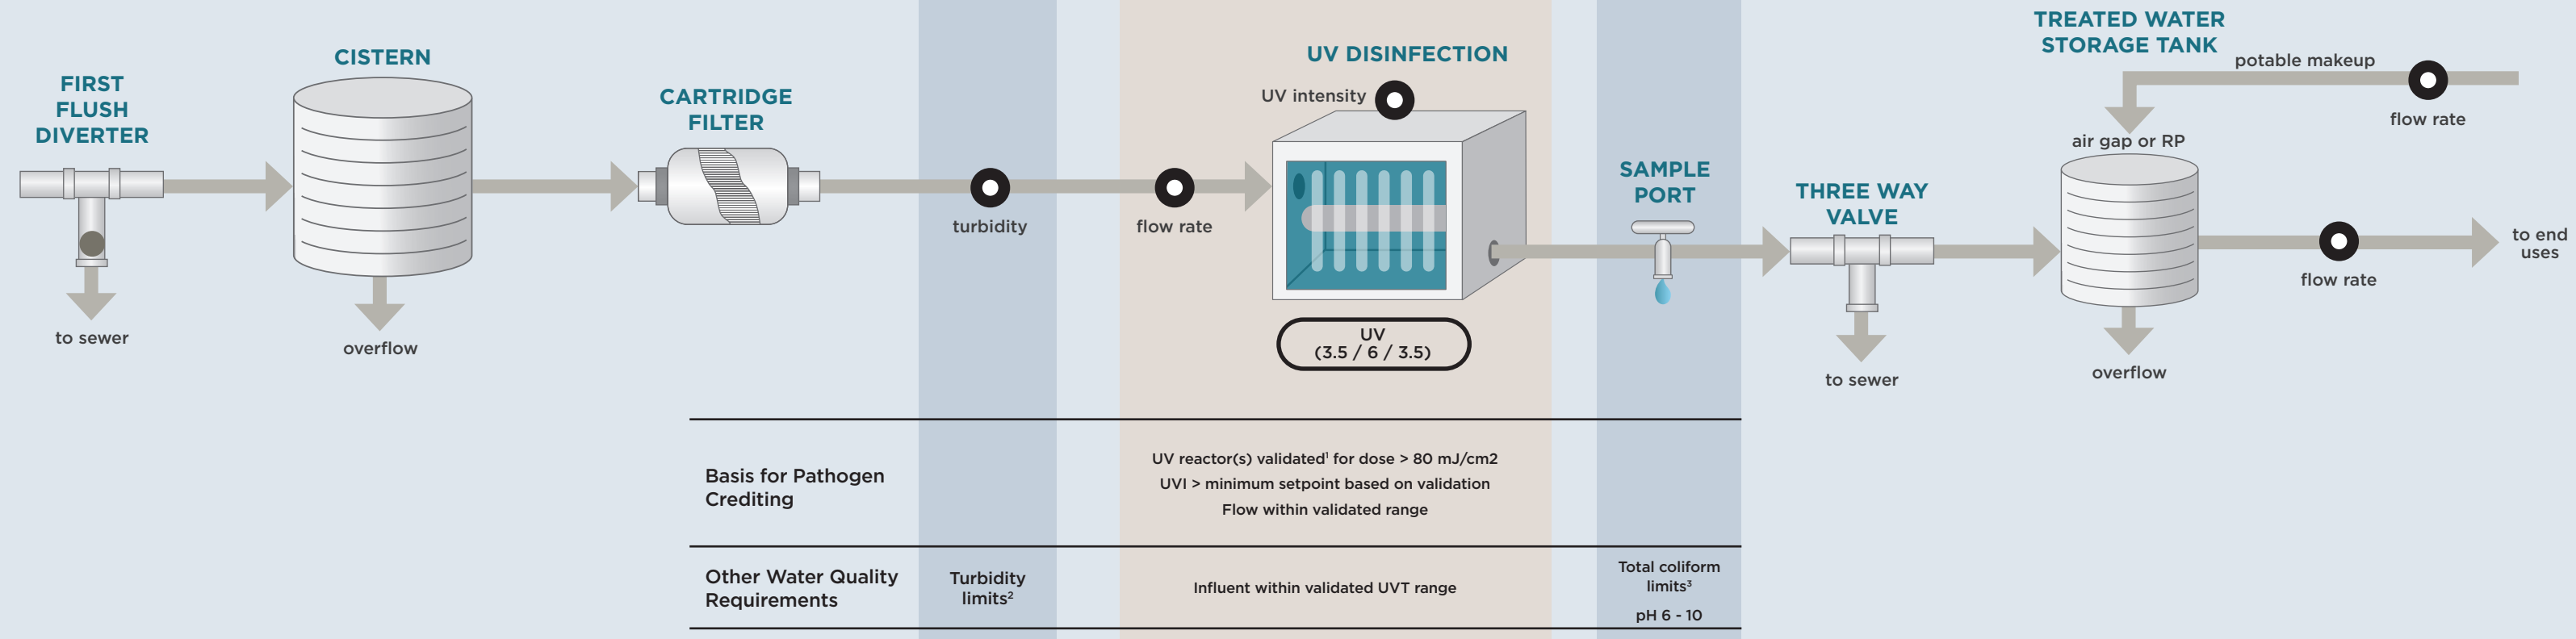 FIRST
FLUSH
DIVERTER
to sewer
CISTERN
overflow
CARTRIDGE
FILTER
turbidity
flow rate
UV DISINFECTION
UV intensity
UV
(3.5 / 6 / 3.5)
SAMPLE
PORT
THREE WAY
VALVE
to sewer
TREATED WATER
STORAGE TANK
potable makeup
flow rate
air gap or RP
overflow
flow rate
to end
uses
Basis for Pathogen
Crediting
UV reactor(s) validated¹ for dose > 80 mJ/cm2
UVI > minimum setpoint based on validation
Flow within validated range
Other Water Quality
Requirements
Turbidity
limits²
Influent within validated UVT range
Total coliform
limits³
pH 6 - 10